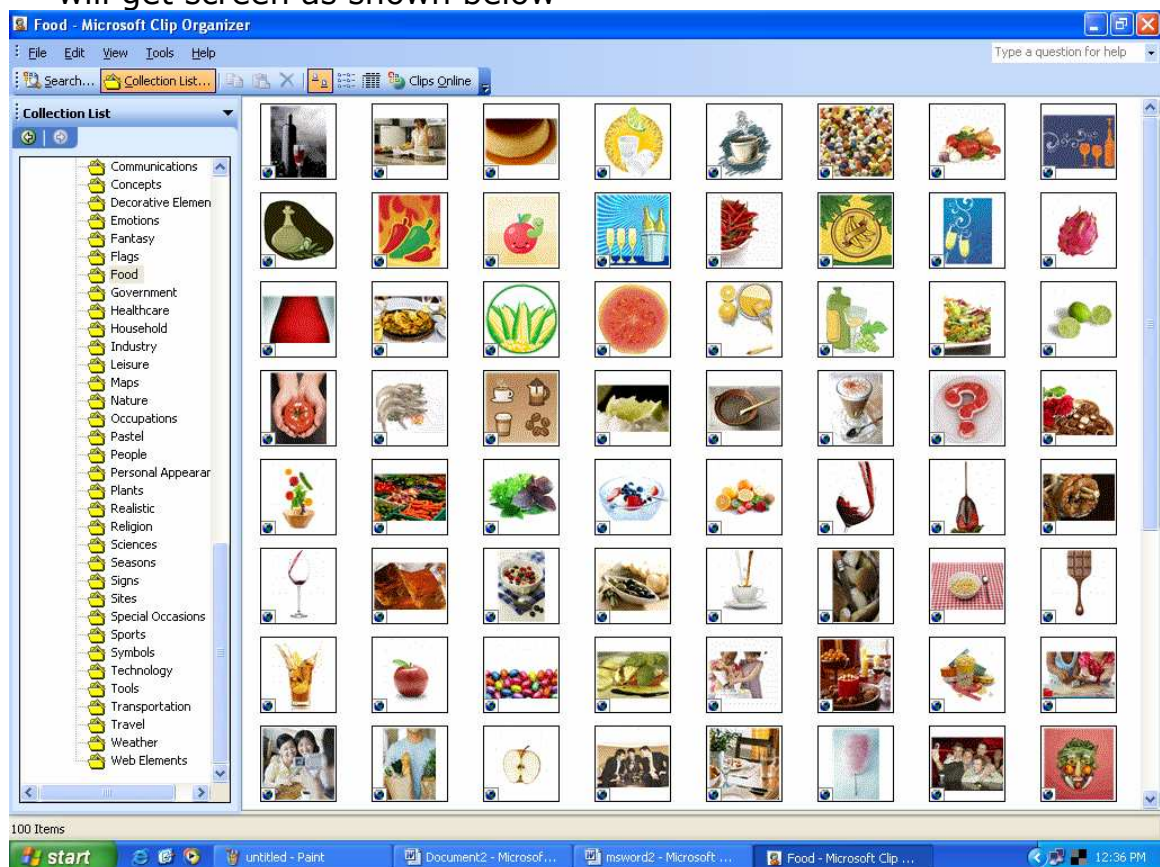 will get screen as shown below
Food - Microsoft Clip Organizer
File Edit View Tools Help
Type a question for help
Search... Collection List... Clips Online
Collection List
Communications
Concepts
Decorative Elemen
Emotions
Fantasy
Flags
Food
Government
Healthcare
Household
Industry
Leisure
Maps
Nature
Occupations
Pastel
People
Personal Appearar
Plants
Realistic
Religion
Sciences
Seasons
Signs
Sites
Special Occasions
Sports
Symbols
Technology
Tools
Transportation
Travel
Weather
Web Elements
100 Items
start untitled - Paint Document2 - Microsof... msword2 - Microsoft ... Food - Microsoft Clip ... 12:36 PM